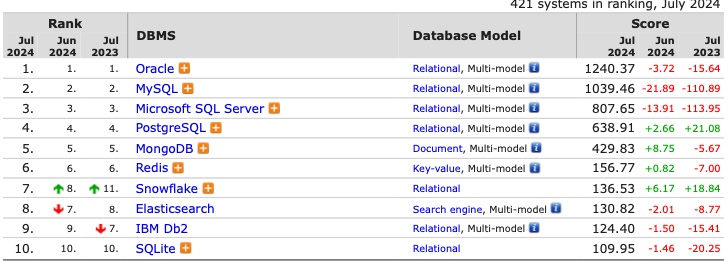 421 systems in ranking, July 2024
Rank Score
Jul 2024 Jun 2024 Jul 2023 DBMS Database Model Jul 2024 Jun 2024 Jul 2023
1. 1. 1. Oracle Relational, Multi-model 1240.37 -3.72 -15.64
2. 2. 2. MySQL Relational, Multi-model 1039.46 -21.89 -110.89
3. 3. 3. Microsoft SQL Server Relational, Multi-model 807.65 -13.91 -113.95
4. 4. 4. PostgreSQL Relational, Multi-model 638.91 +2.66 +21.08
5. 5. 5. MongoDB Document, Multi-model 429.83 +8.75 -5.67
6. 6. 6. Redis Key-value, Multi-model 156.77 +0.82 -7.00
7. 8. 11. Snowflake Relational 136.53 +6.17 +18.84
8. 7. 8. Elasticsearch Search engine, Multi-model 130.82 -2.01 -8.77
9. 9. 7. IBM Db2 Relational, Multi-model 124.40 -1.50 -15.41
10. 10. 10. SQLite Relational 109.95 -1.46 -20.25